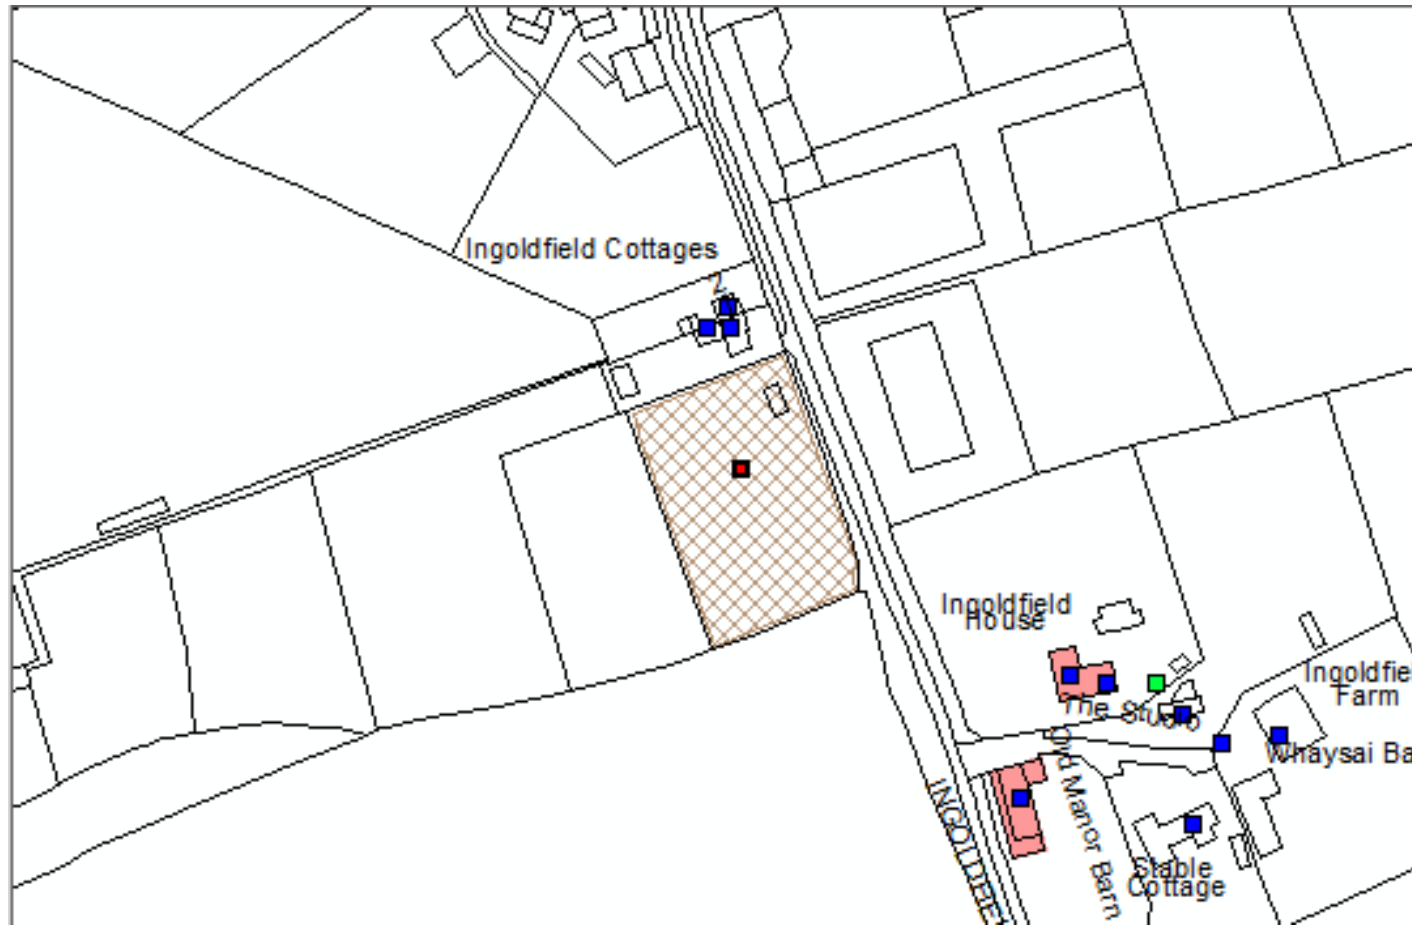 Ingoldfield Cottages
2
Ingoldfield
House
Ingoldfie
Farm
The Studio
Whaysai Ba
Old Manor Barn
INGOLDFIE
Stable
Cottage